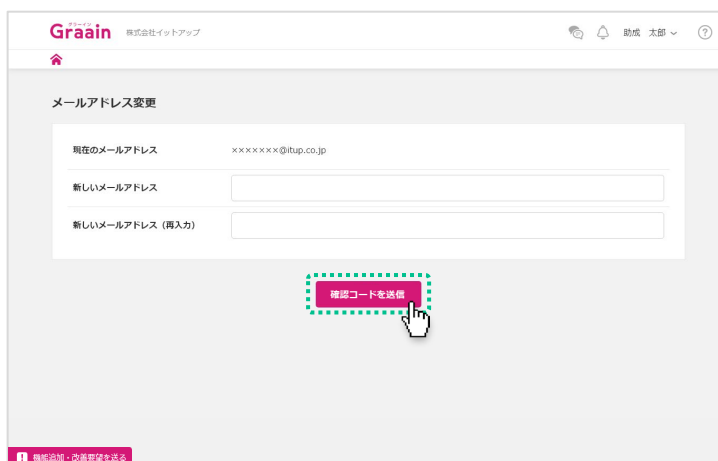 グラーイン
Graain 株式会社イットアップ 助成 太郎 ?
メールアドレス変更
現在のメールアドレス ×××××××@itup.co.jp
新しいメールアドレス
新しいメールアドレス（再入力）
確認コードを送信
! 機能追加・改善要望を送る